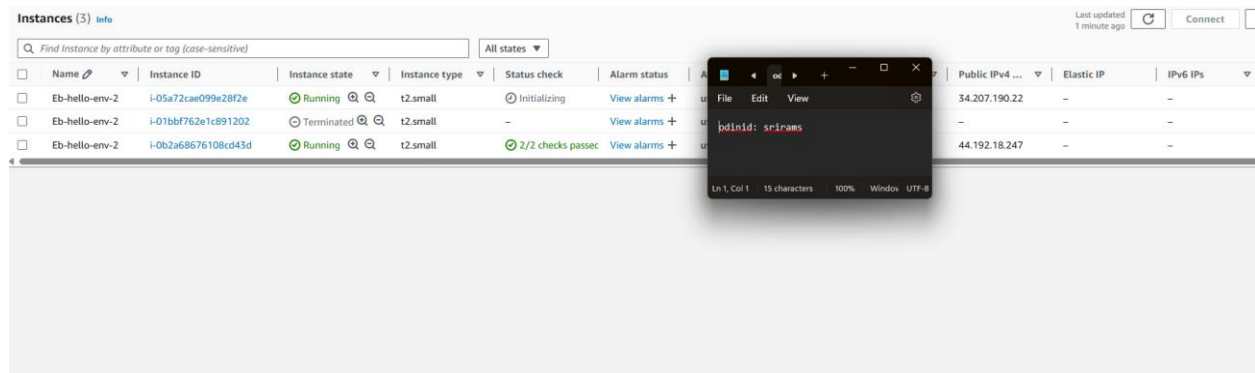 Instances (3) Info
Last updated
1 minute ago
Connect
Find Instance by attribute or tag (case-sensitive)
All states ▼
Name Instance ID Instance state Instance type Status check Alarm status A Public IPv4 ... Elastic IP IPv6 IPs
Eb-hello-env-2 i-05a72cae099e28f2e Running t2.small Initializing View alarms + 34.207.190.22 – –
Eb-hello-env-2 i-01bbf762e1c891202 Terminated t2.small – View alarms + – – –
Eb-hello-env-2 i-0b2a68676108cd43d Running t2.small 2/2 checks passec View alarms + 44.192.18.247 – –
File Edit View
odinid: srirams
Ln 1, Col 1 15 characters 100% Window UTF-8